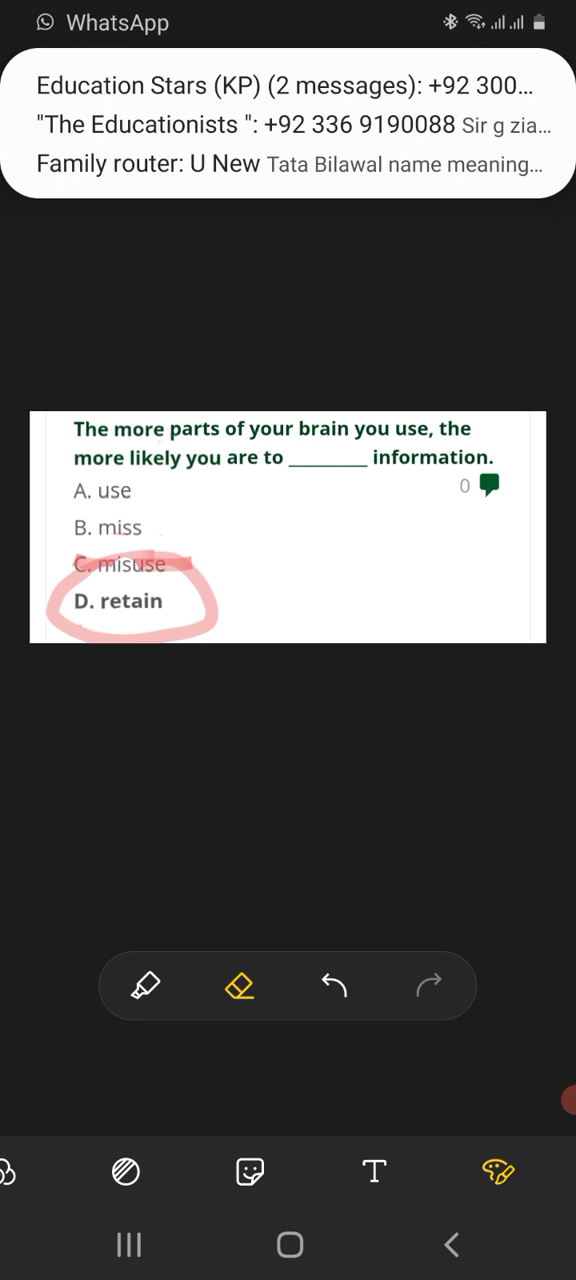 WhatsApp
Education Stars (KP) (2 messages): +92 300...
"The Educationists ": +92 336 9190088 Sir g zia...
Family router: U New Tata Bilawal name meaning...
The more parts of your brain you use, the
more likely you are to ________ information.
A. use
0
B. miss
C. misuse
D. retain
T